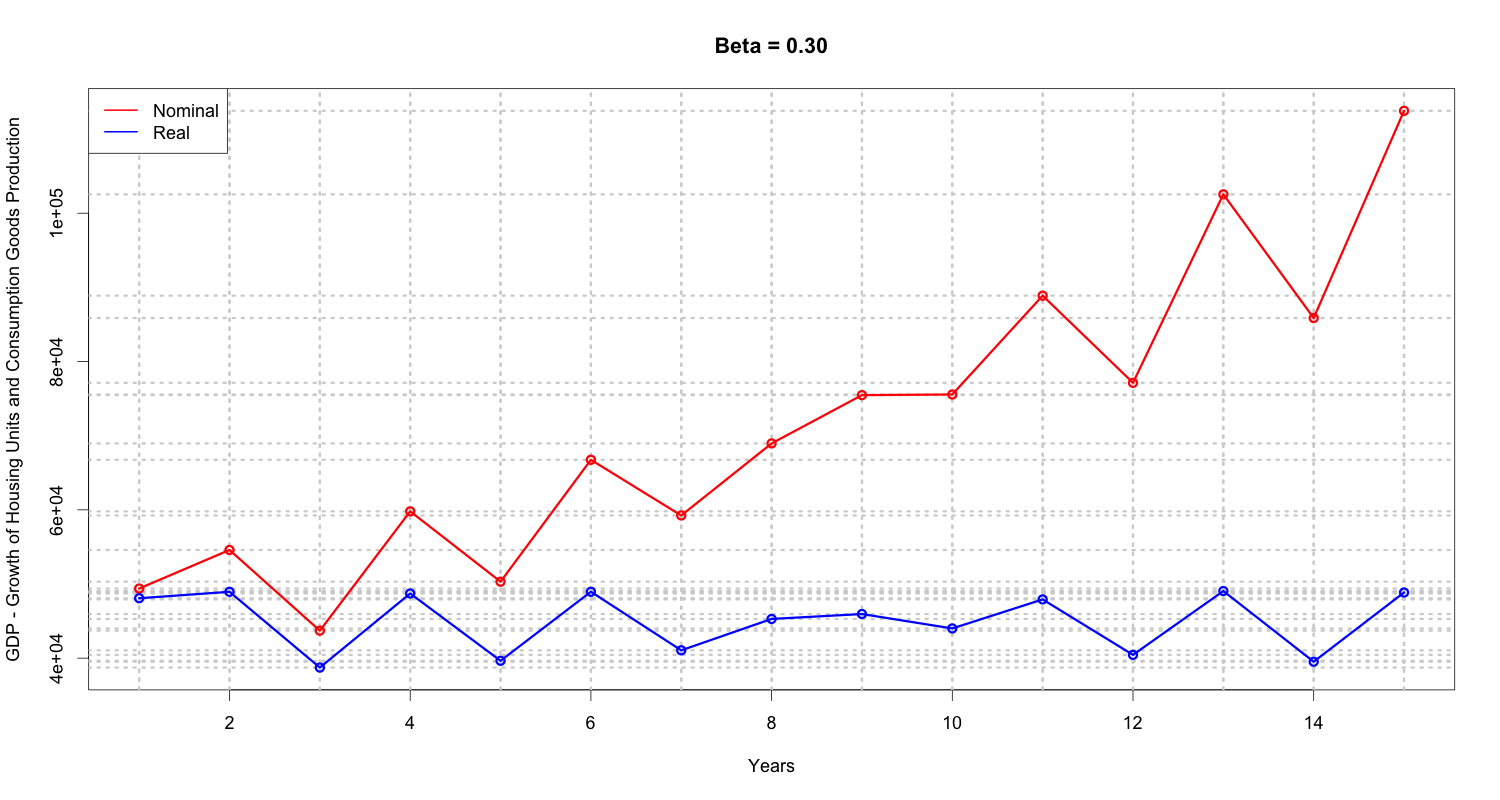 Beta = 0.30
Nominal
Real
GDP - Growth of Housing Units and Consumption Goods Production
1e+05
8e+04
6e+04
4e+04
2 4 6 8 10 12 14
Years